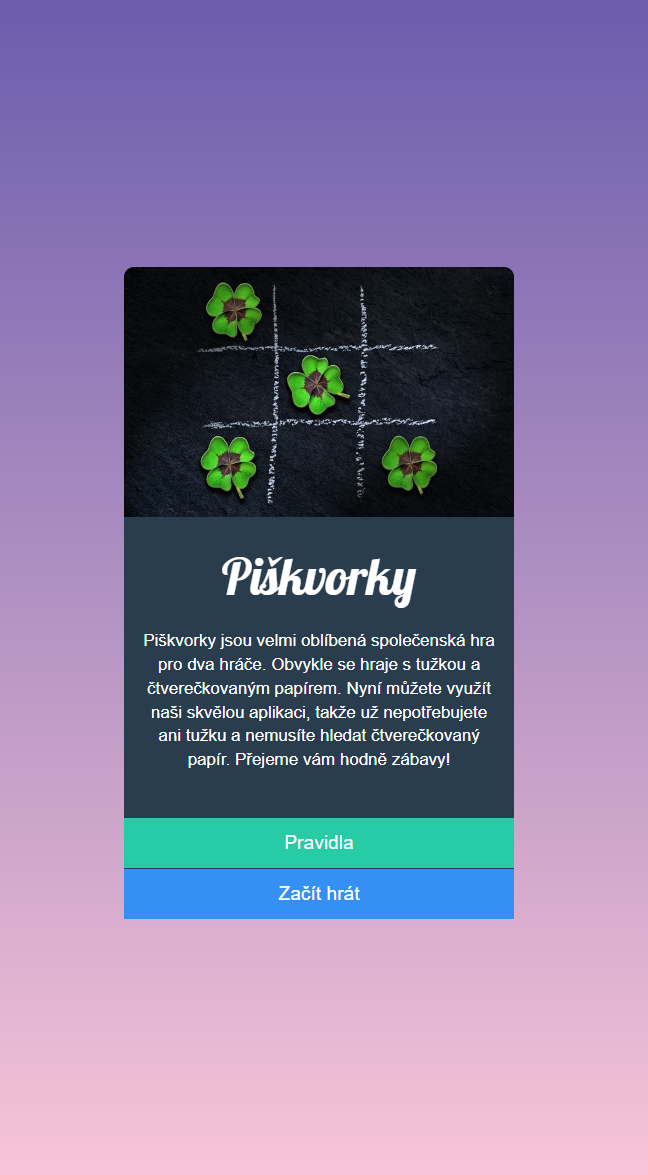 Piškvorky
Piškvorky jsou velmi oblíbená společenská hra
pro dva hráče. Obvykle se hraje s tužkou a
čtverečkovaným papírem. Nyní můžete využít
naši skvělou aplikaci, takže už nepotřebujete
ani tužku a nemusíte hledat čtverečkovaný
papír. Přejeme vám hodně zábavy!
Pravidla
Začít hrát